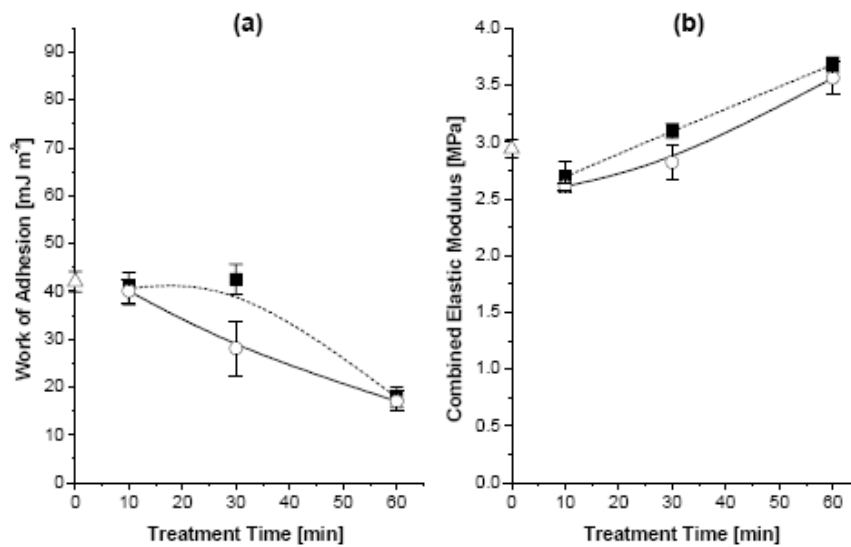 (a)
Work of Adhesion [mJ m-2]
90
80
70
60
50
40
30
20
10
0
0 10 20 30 40 50 60
Treatment Time [min]
(b)
Combined Elastic Modulus [MPa]
4.0
3.5
3.0
2.5
2.0
1.5
1.0
0.5
0.0
0 10 20 30 40 50 60
Treatment Time [min]